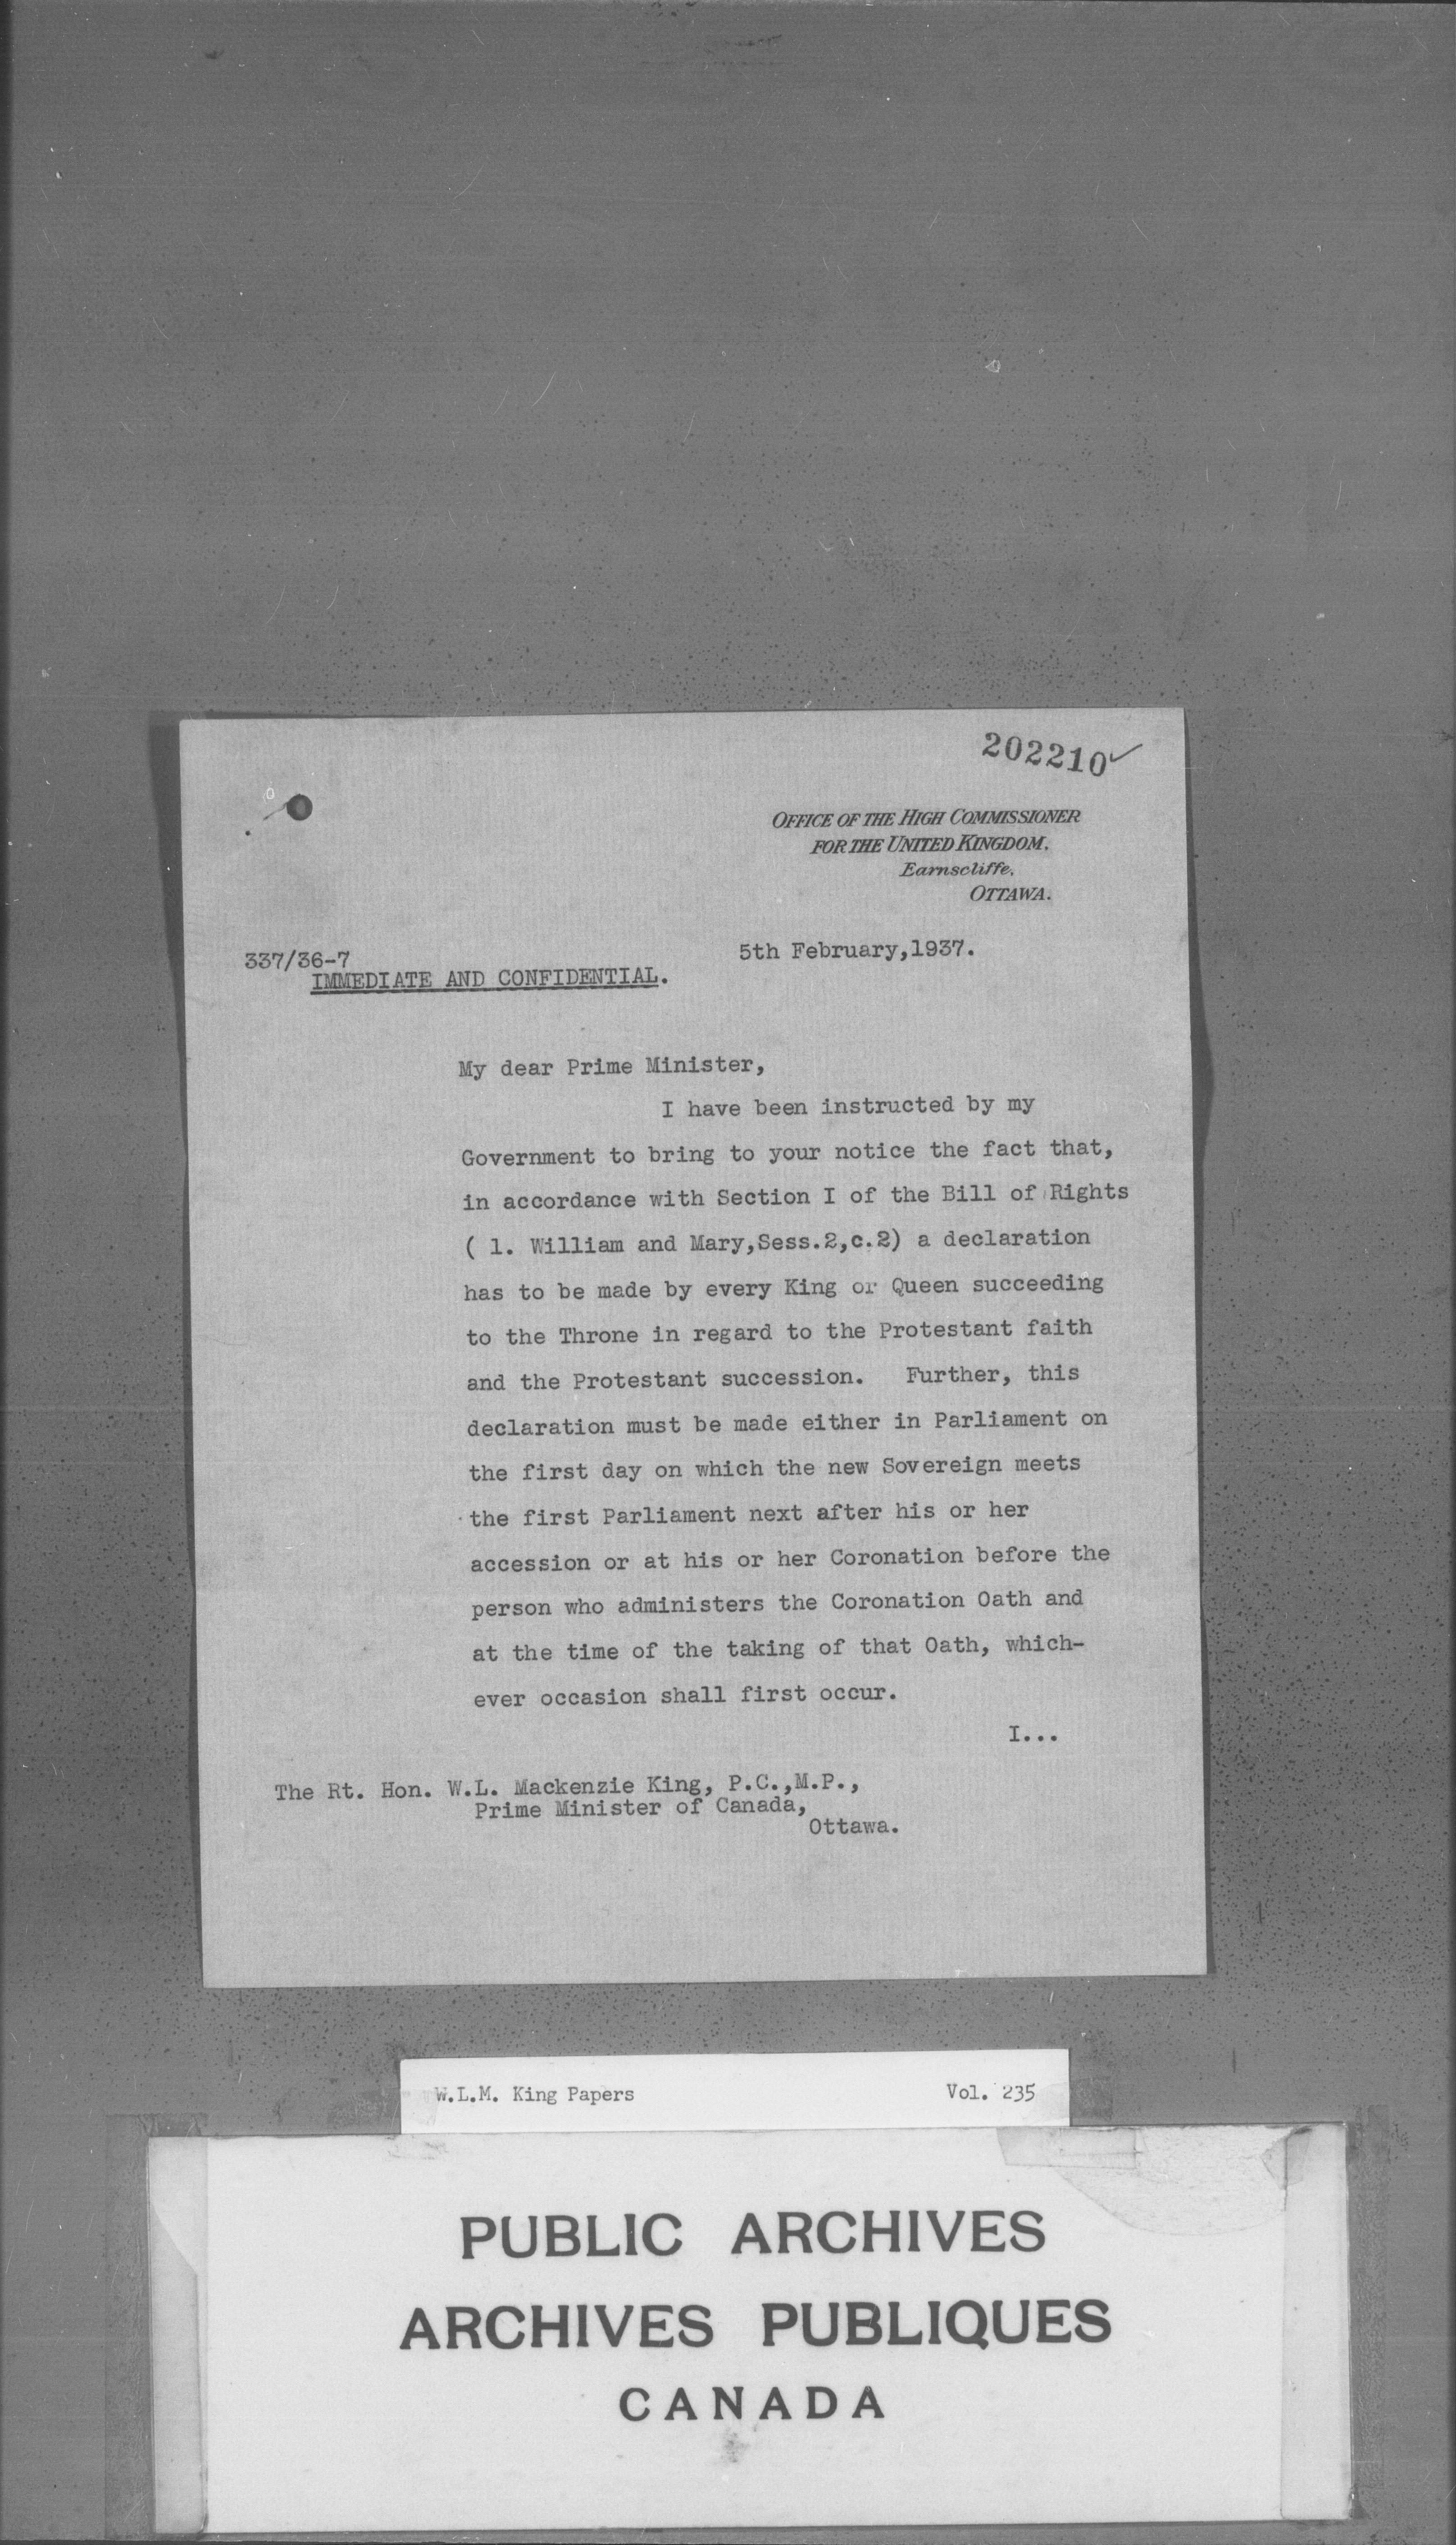 202210
OFFICE OF THE HIGH COMMISSIONER
FOR THE UNITED KINGDOM.
Earnscliffe,
OTTAWA.
337/36-7
5th February,1937.
IMMEDIATE AND CONFIDENTIAL.
My dear Prime Minister,
I have been instructed by my
Government to bring to your notice the fact that,
in accordance with Section I of the Bill of Rights
( 1. William and Mary,Sess.2,c.2) a declaration
has to be made by every King or Queen succeeding
to the Throne in regard to the Protestant faith
and the Protestant succession. Further, this
declaration must be made either in Parliament on
the first day on which the new Sovereign meets
the first Parliament next after his or her
accession or at his or her Coronation before the
person who administers the Coronation Oath and
at the time of the taking of that Oath, which-
ever occasion shall first occur.
I...
The Rt. Hon. W.L. Mackenzie King, P.C.,M.P.,
Prime Minister of Canada,
Ottawa.
W.L.M. King Papers Vol. 235
PUBLIC ARCHIVES
ARCHIVES PUBLIQUES
CANADA